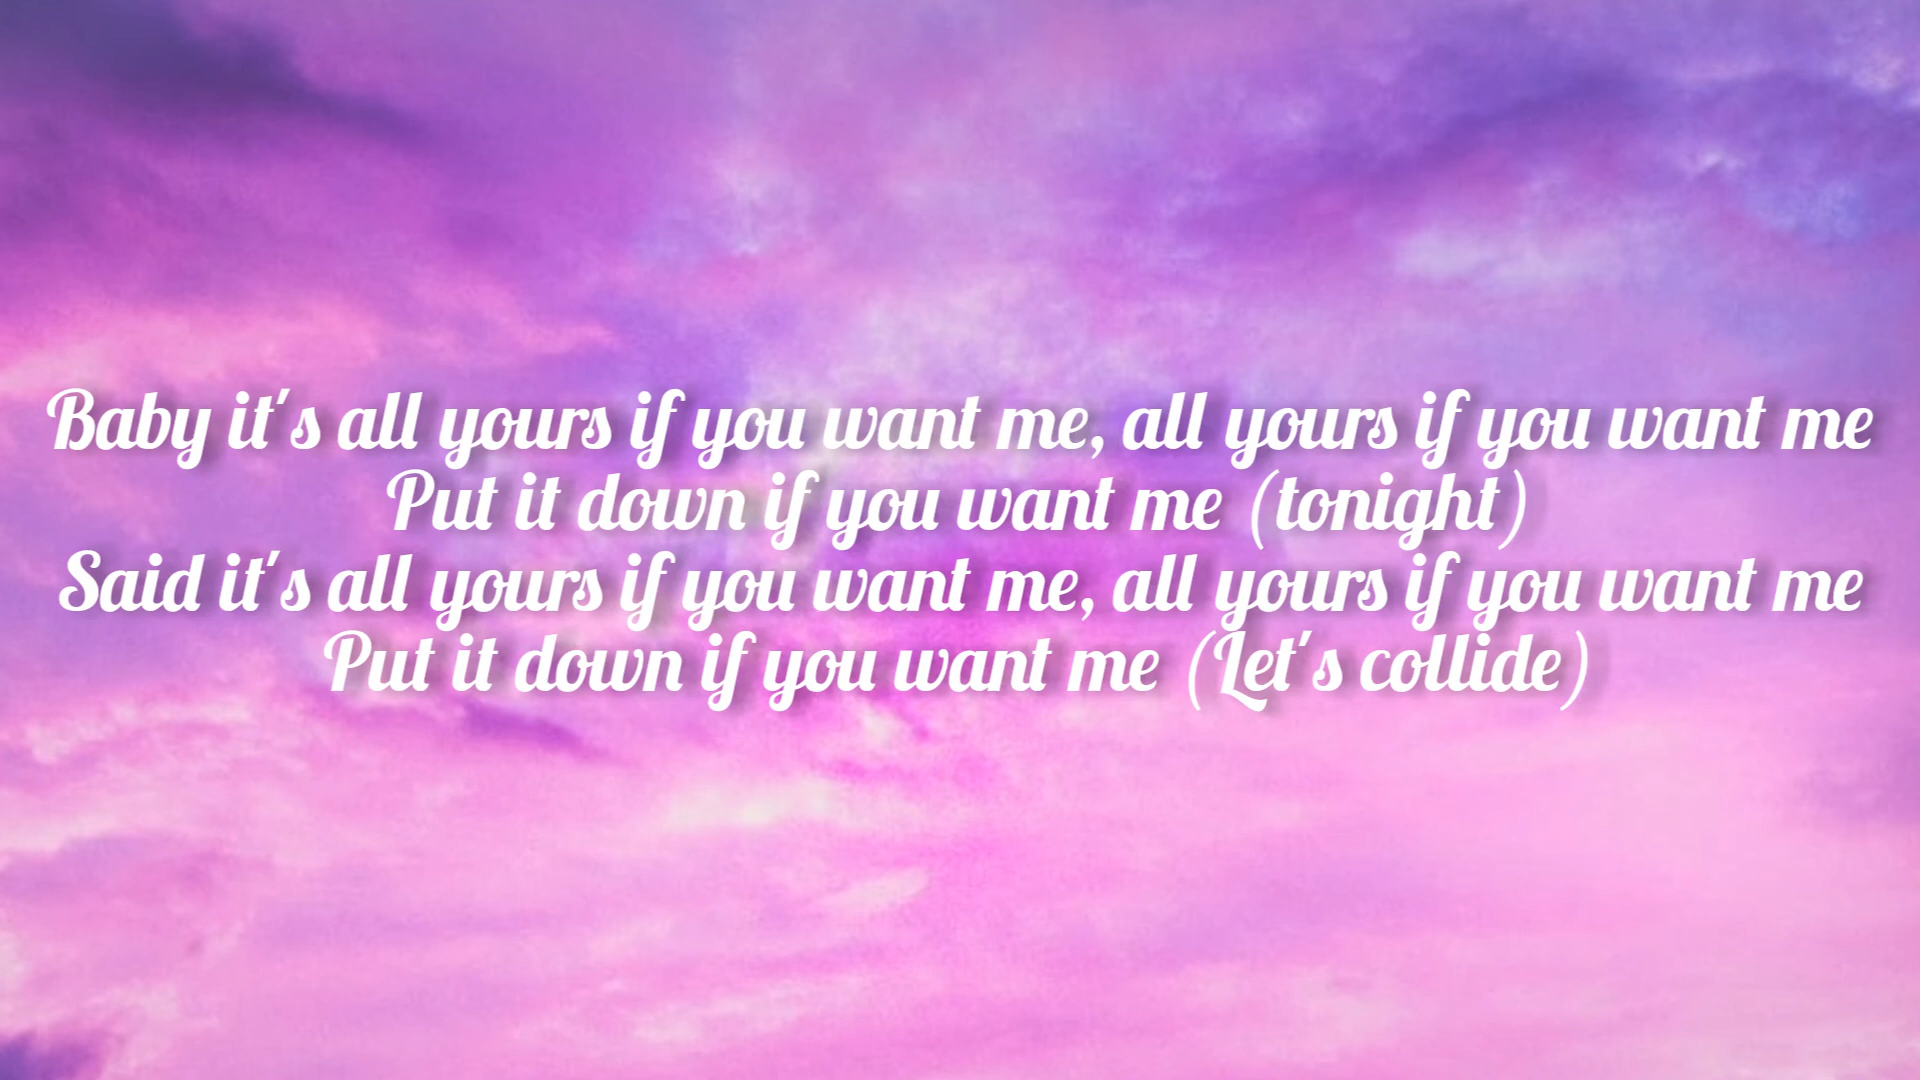 Baby it's all yours if you want me, all yours if you want me
Put it down if you want me (tonight)
Said it's all yours if you want me, all yours if you want me
Put it down if you want me (Let's collide)